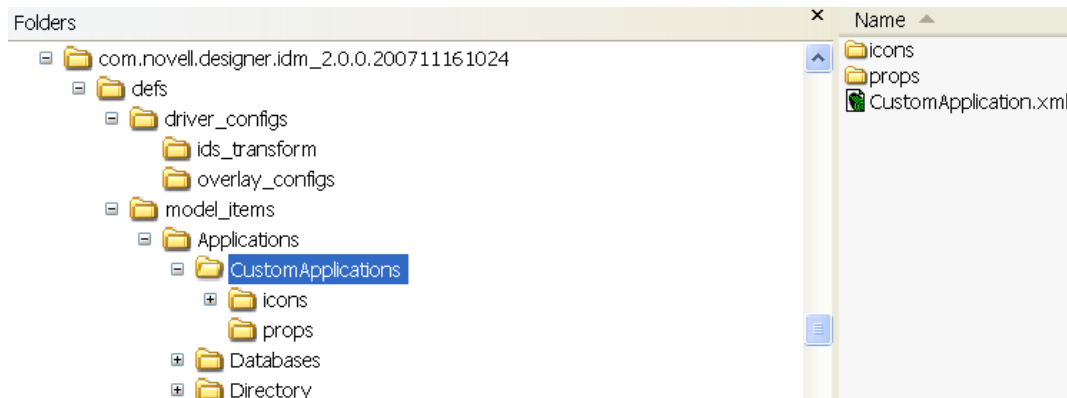 Folders
com.novell.designer.idm_2.0.0.200711161024
defs
driver_configs
ids_transform
overlay_configs
model_items
Applications
CustomApplications
icons
props
Databases
Directory
Name
icons
props
CustomApplication.xml